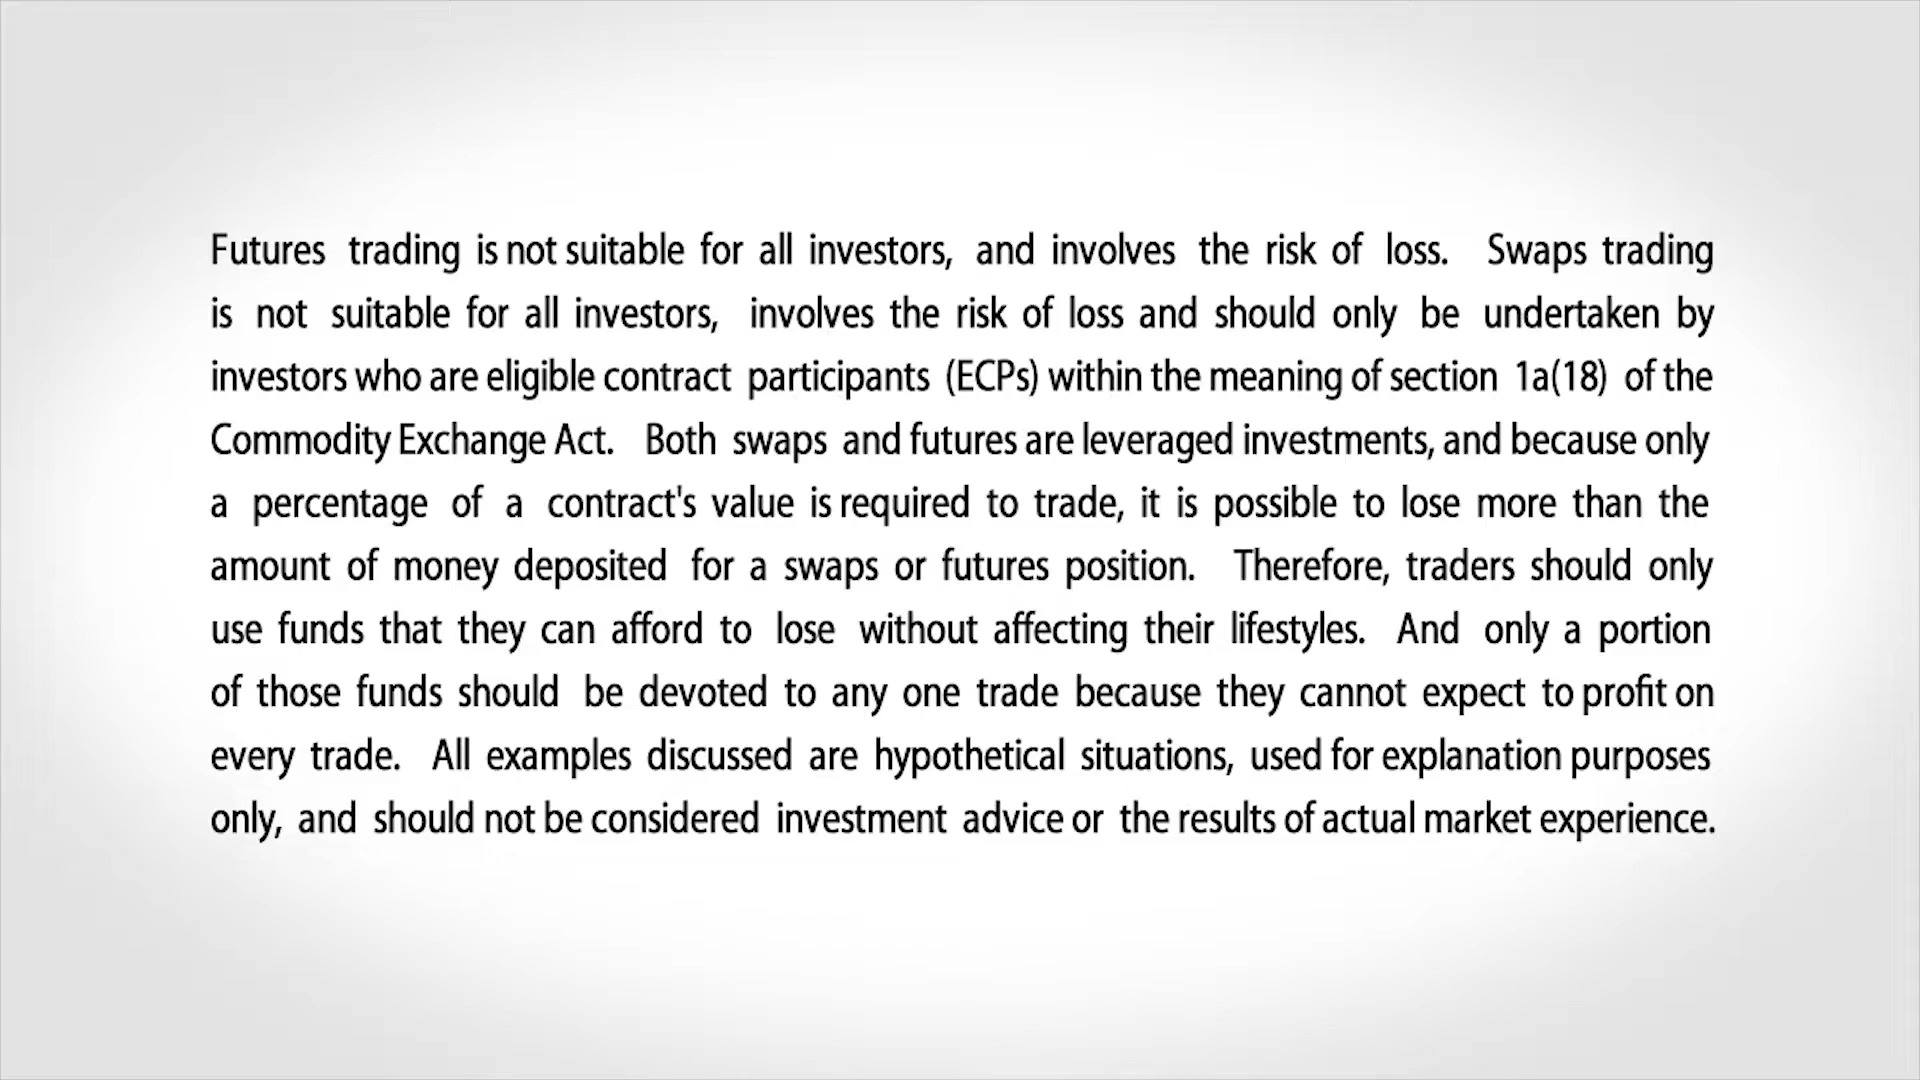 Futures trading is not suitable for all investors, and involves the risk of loss. Swaps trading
is not suitable for all investors, involves the risk of loss and should only be undertaken by
investors who are eligible contract participants (ECPs) within the meaning of section 1a(18) of the
Commodity Exchange Act. Both swaps and futures are leveraged investments, and because only
a percentage of a contract's value is required to trade, it is possible to lose more than the
amount of money deposited for a swaps or futures position. Therefore, traders should only
use funds that they can afford to lose without affecting their lifestyles. And only a portion
of those funds should be devoted to any one trade because they cannot expect to profit on
every trade. All examples discussed are hypothetical situations, used for explanation purposes
only, and should not be considered investment advice or the results of actual market experience.